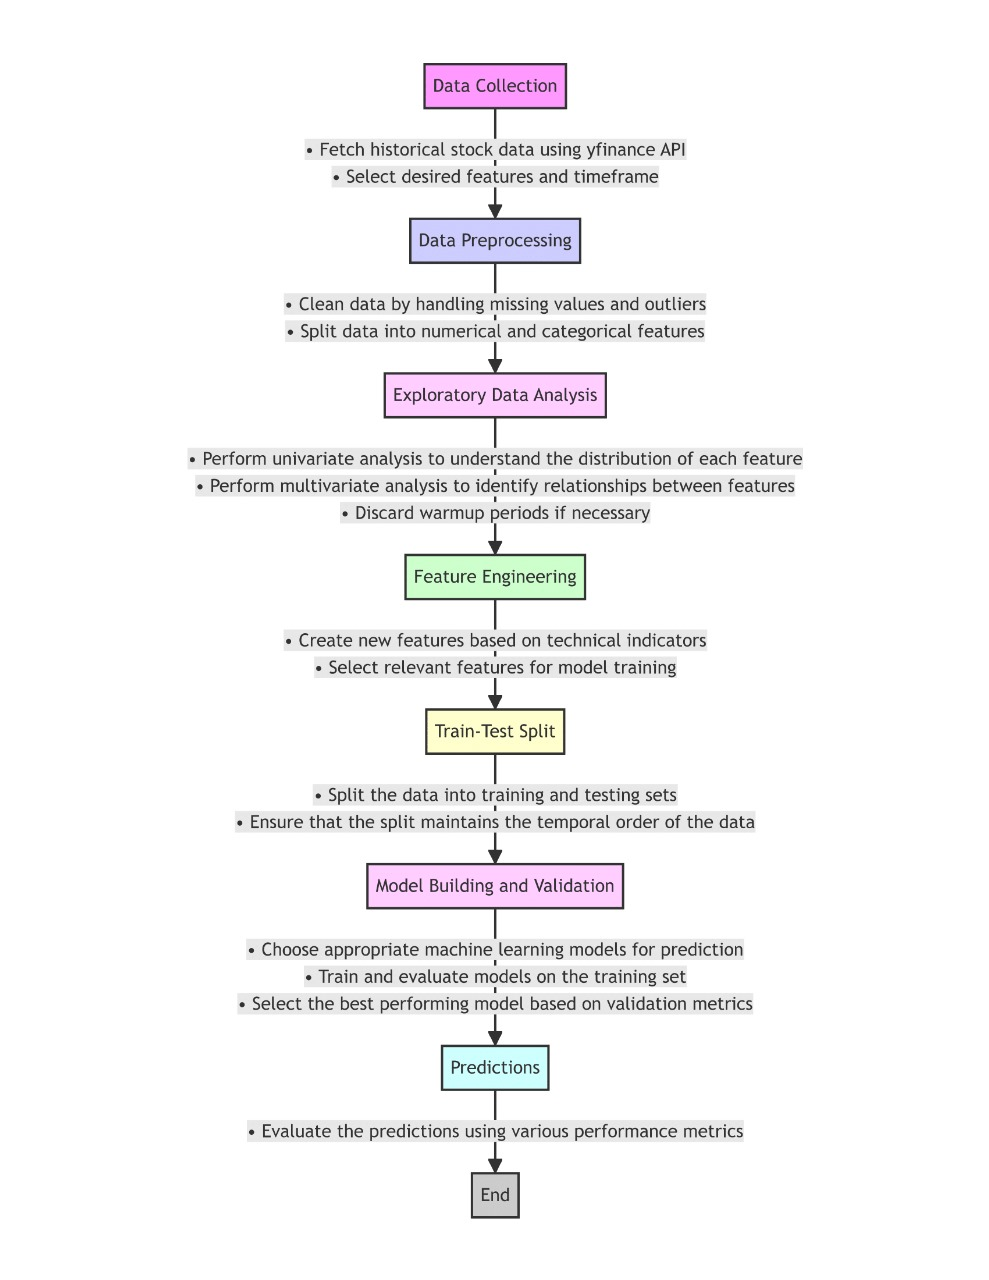 Data Collection
• Fetch historical stock data using yfinance API
• Select desired features and timeframe
Data Preprocessing
• Clean data by handling missing values and outliers
• Split data into numerical and categorical features
Exploratory Data Analysis
• Perform univariate analysis to understand the distribution of each feature
• Perform multivariate analysis to identify relationships between features
• Discard warmup periods if necessary
Feature Engineering
• Create new features based on technical indicators
• Select relevant features for model training
Train-Test Split
• Split the data into training and testing sets
• Ensure that the split maintains the temporal order of the data
Model Building and Validation
• Choose appropriate machine learning models for prediction
• Train and evaluate models on the training set
• Select the best performing model based on validation metrics
Predictions
• Evaluate the predictions using various performance metrics
End